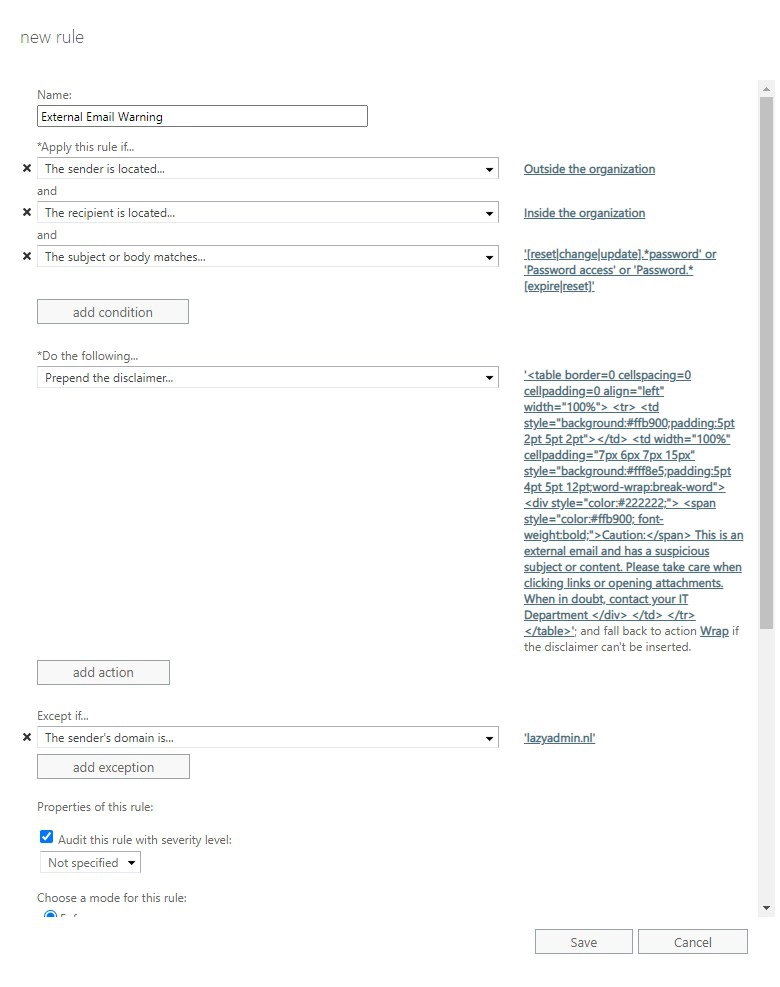 new rule
Name:
External Email Warning
*Apply this rule if...
The sender is located...
Outside the organization
and
The recipient is located...
Inside the organization
and
The subject or body matches...
'[reset|change|update].*password' or
'Password access' or 'Password.*
[expire|reset]'
add condition
*Do the following...
Prepend the disclaimer...
'<table border=0 cellspacing=0
cellpadding=0 align="left"
width="100%"> <tr> <td
style="background:#ffb900;padding:5pt
2pt 5pt 2pt"></td> <td width="100%"
cellpadding="7px 6px 7px 15px"
style="background:#fff8e5;padding:5pt
4pt 5pt 12pt;word-wrap:break-word">
<div style="color:#222222;"> <span
style="color:#ffb900; font-
weight:bold;">Caution:</span> This is an
external email and has a suspicious
subject or content. Please take care when
clicking links or opening attachments.
When in doubt, contact your IT
Department </div> </td> </tr>
</table>'; and fall back to action Wrap if
the disclaimer can't be inserted.
add action
Except if...
The sender's domain is...
'lazyadmin.nl'
add exception
Properties of this rule:
Audit this rule with severity level:
Not specified
Choose a mode for this rule:
Save
Cancel